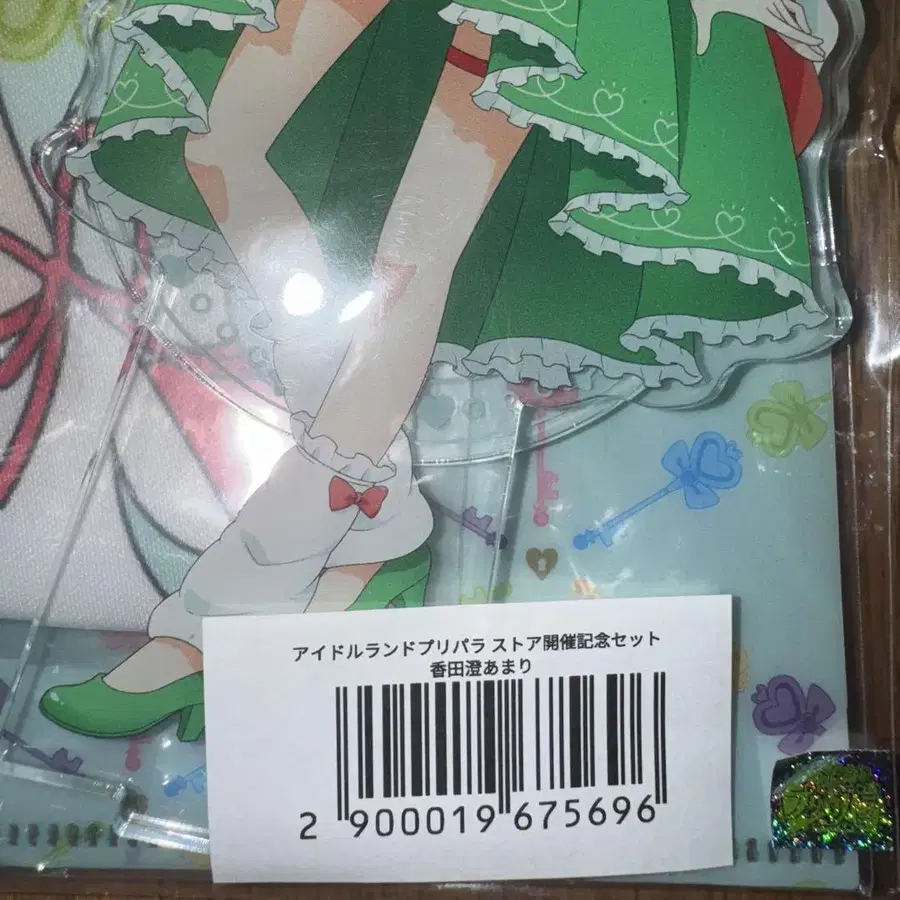 アイドルランドプリパラ ストア開催記念セット
香田澄あまり
2 900019 675696